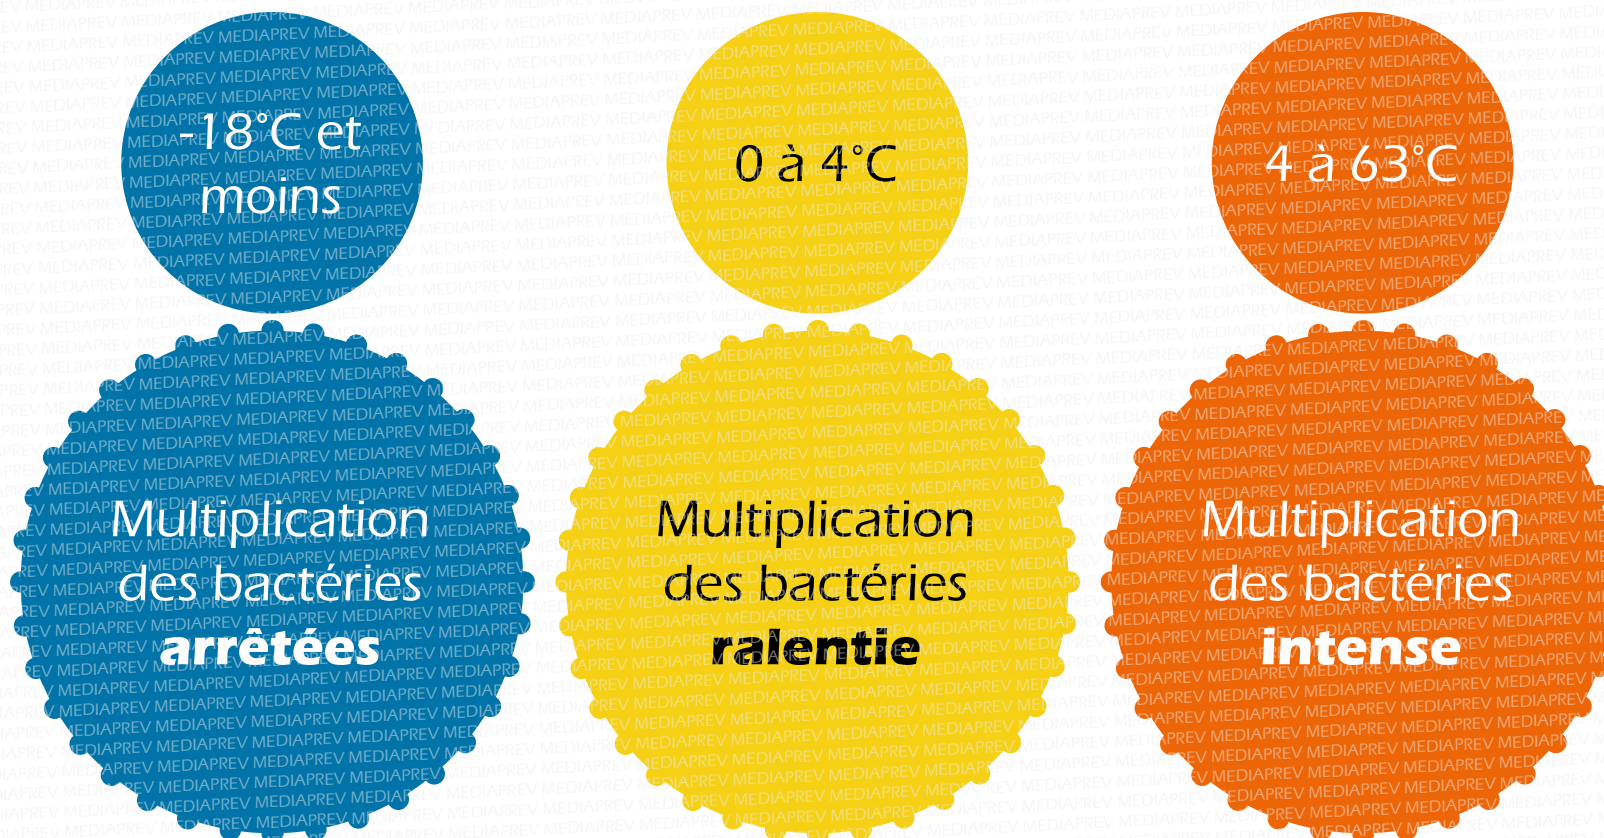 -18°C et
moins
0 à 4°C
4 à 63°C
Multiplication
des bactéries
arrêtées
Multiplication
des bactéries
ralentie
Multiplication
des bactéries
intense
MEDIAPREV